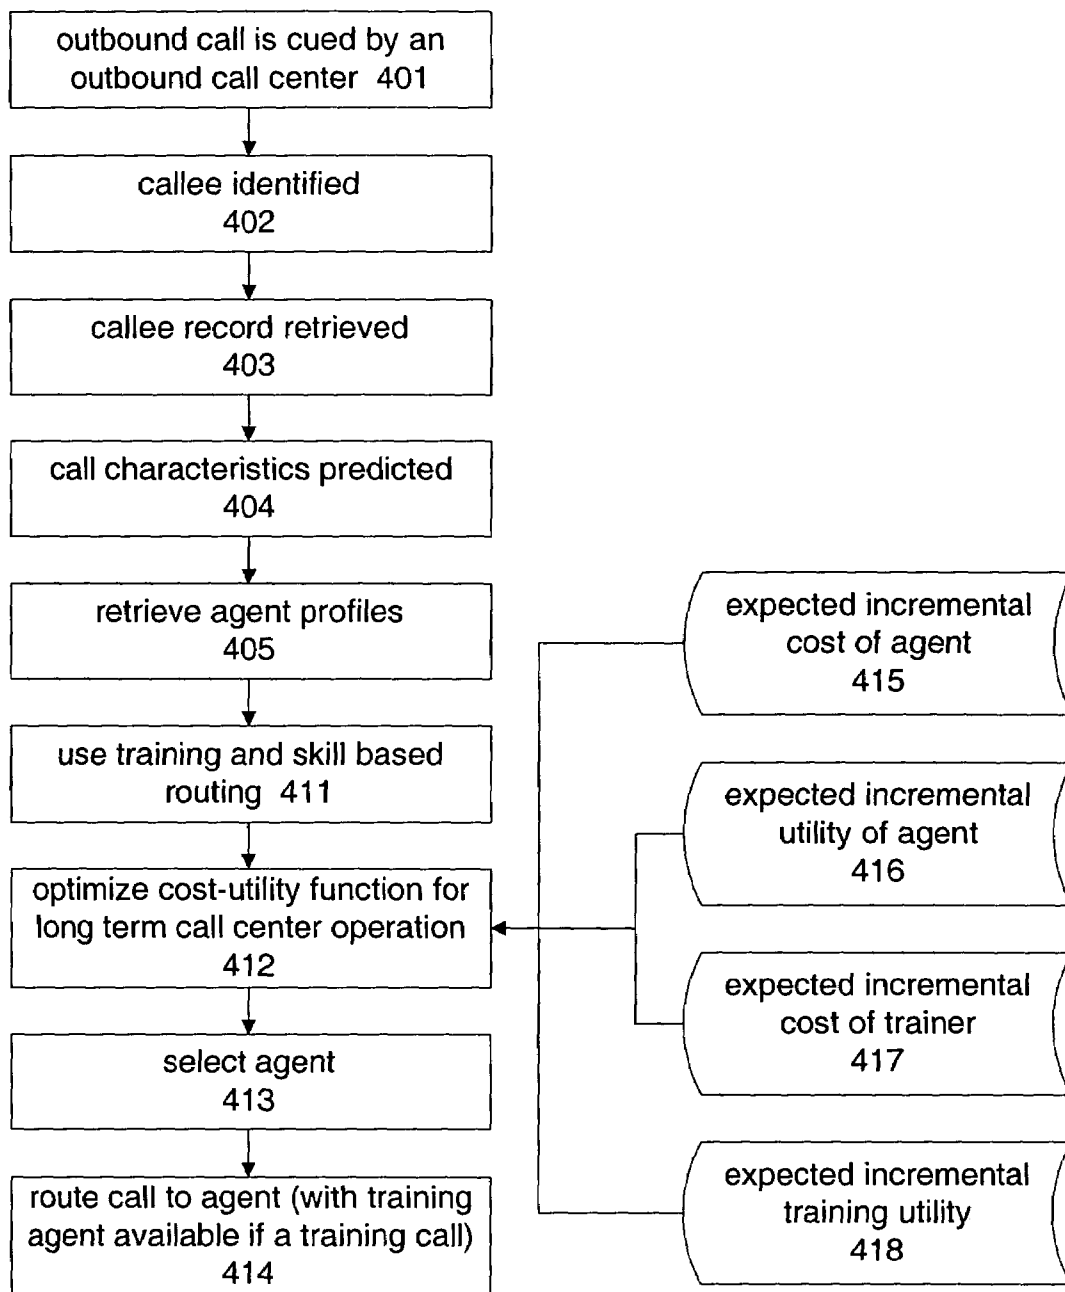 outbound call is cued by an
outbound call center 401
callee identified
402
callee record retrieved
403
call characteristics predicted
404
retrieve agent profiles
405
use training and skill based
routing 411
optimize cost-utility function for
long term call center operation
412
select agent
413
route call to agent (with training
agent available if a training call)
414
expected incremental
cost of agent
415
expected incremental
utility of agent
416
expected incremental
cost of trainer
417
expected incremental
training utility
418